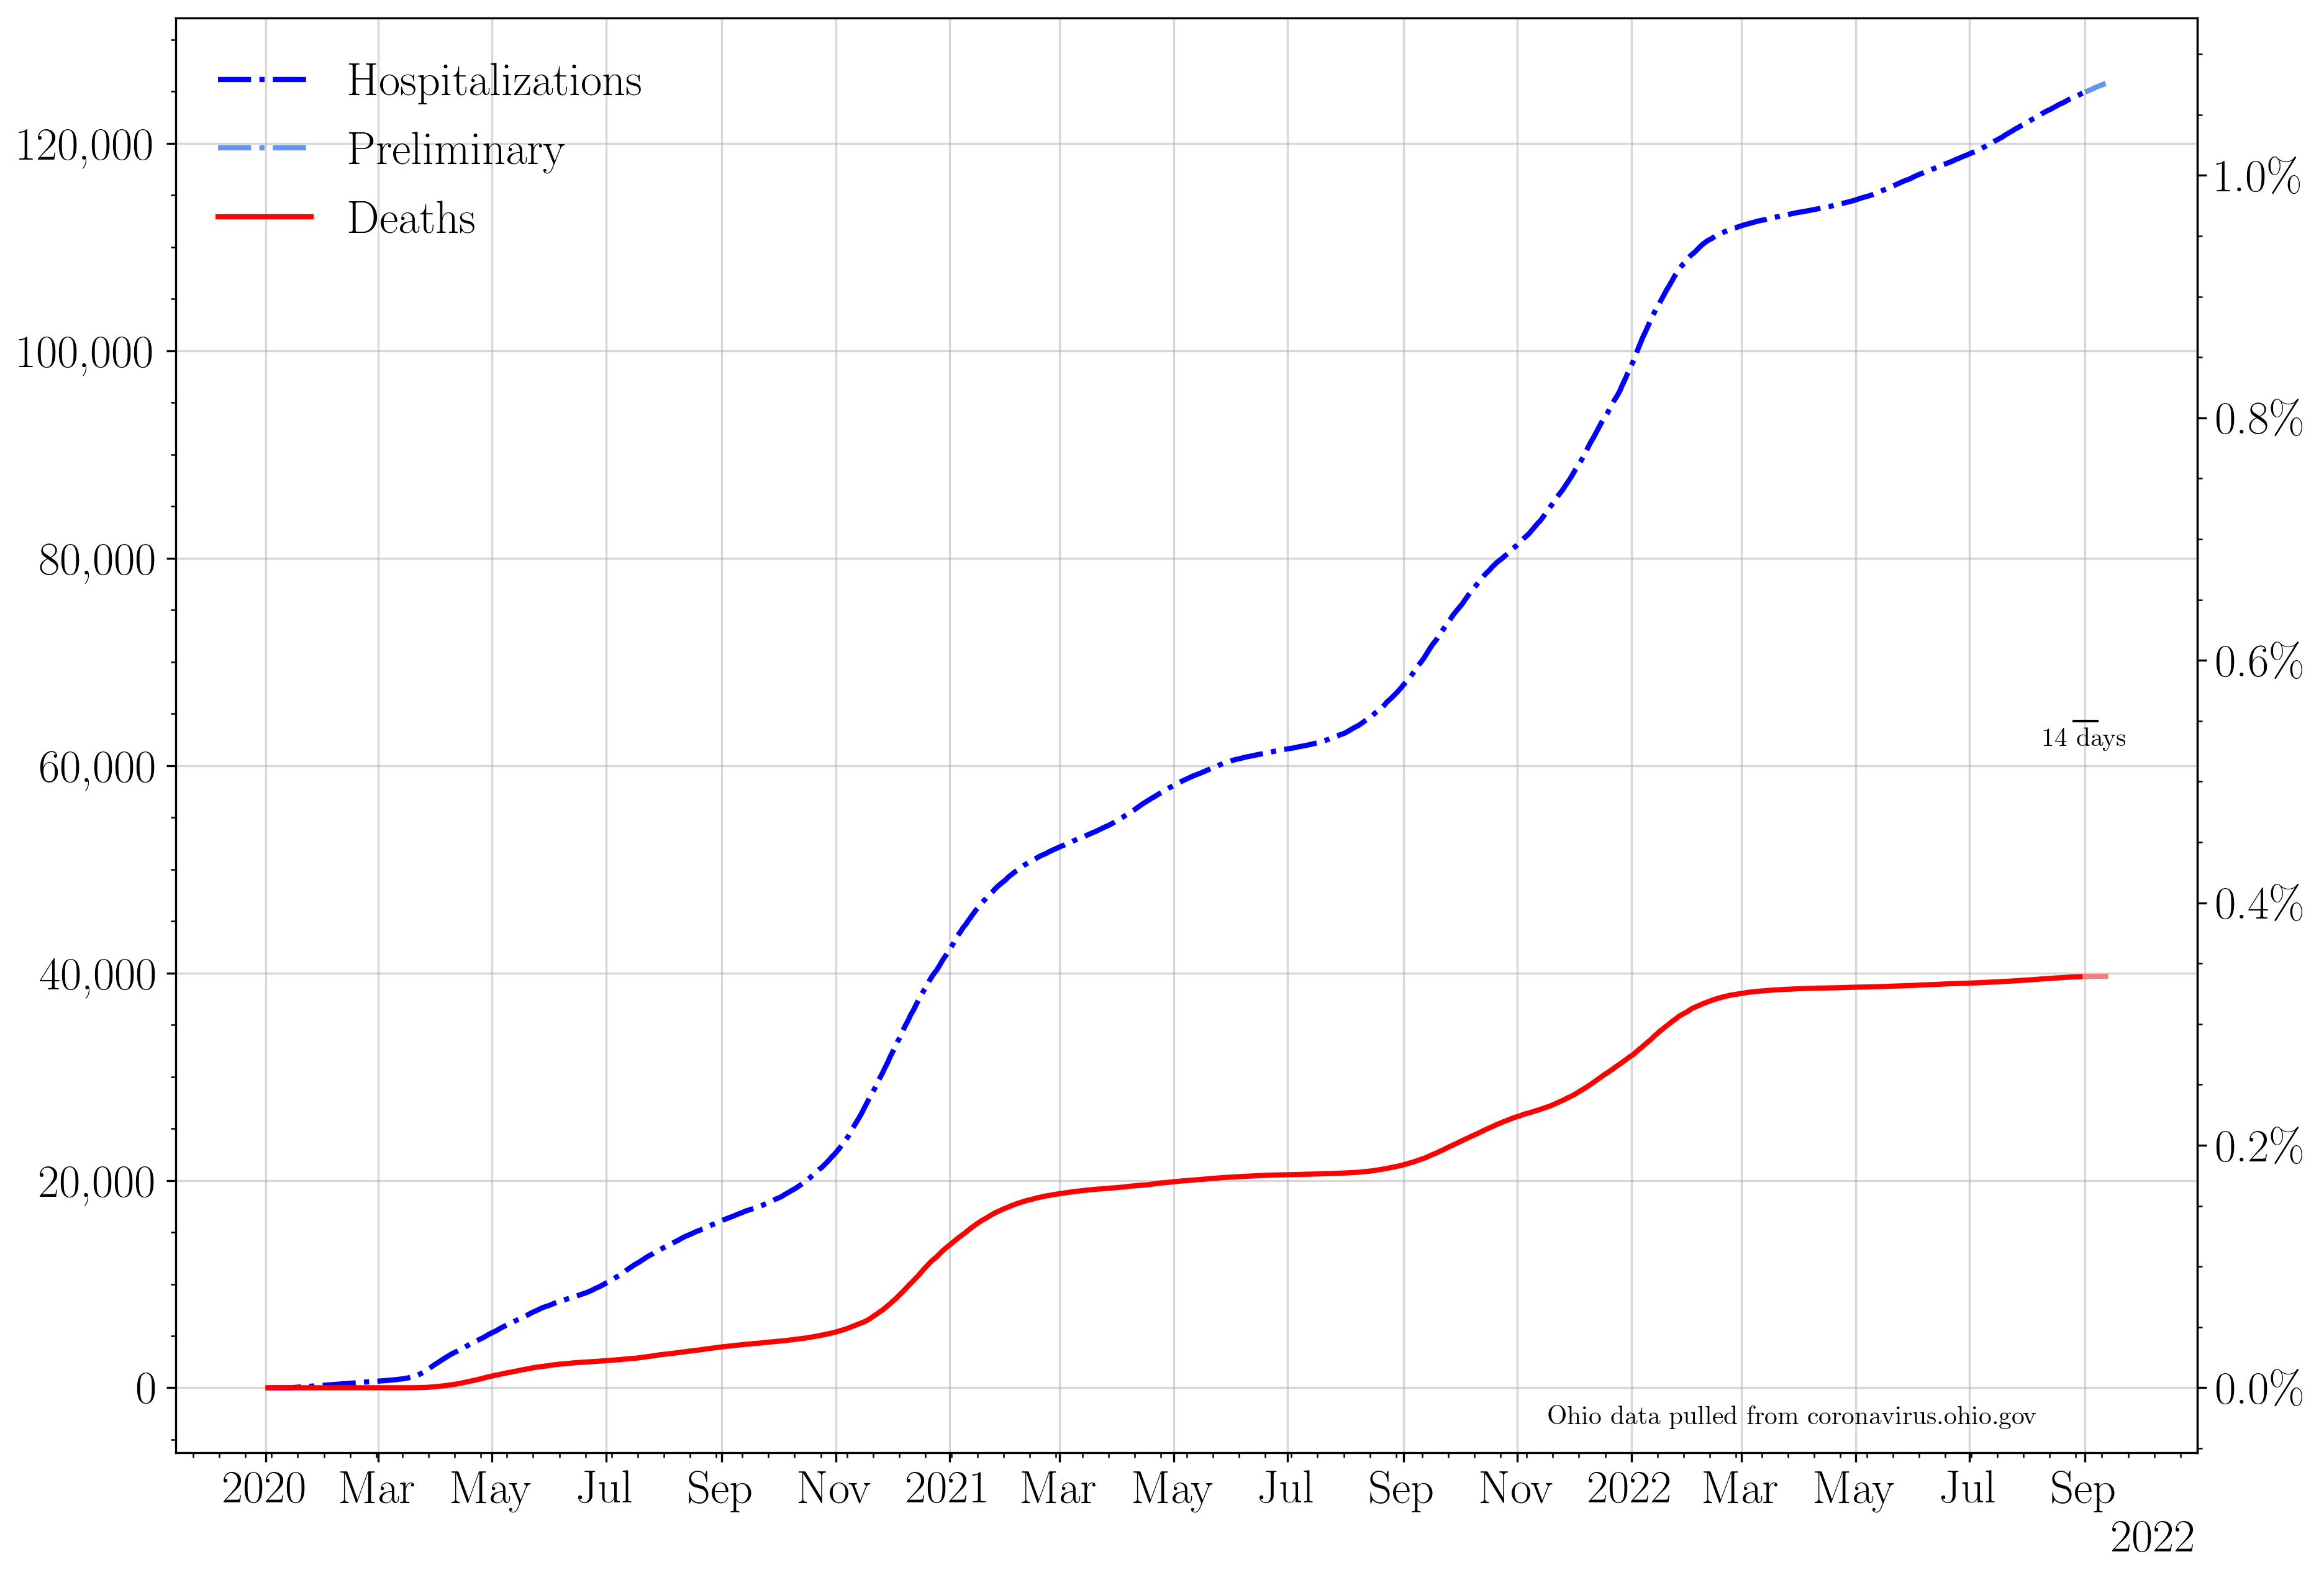 Hospitalizations
Preliminary
Deaths
120,000
100,000
80,000
60,000
40,000
20,000
0
1.0%
0.8%
0.6%
0.4%
0.2%
0.0%
14 days
Ohio data pulled from coronavirus.ohio.gov
2020 Mar May Jul Sep Nov 2021 Mar May Jul Sep Nov 2022 Mar May Jul Sep
2022